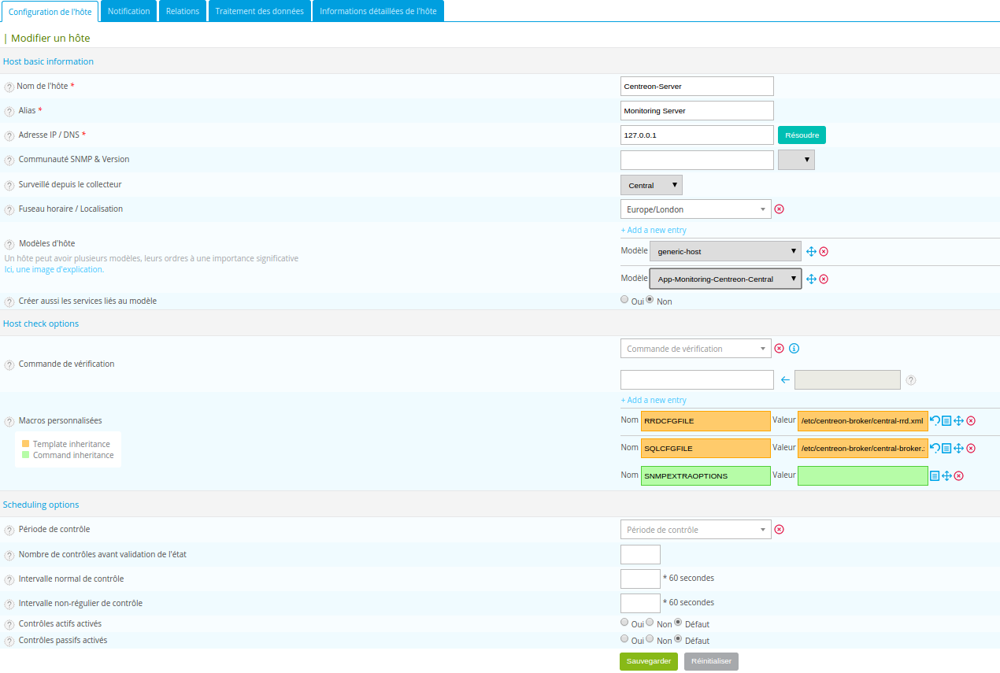 Configuration de l'hôte Notification Relations Traitement des données Informations détaillées de l'hôte
| Modifier un hôte
Host basic information
Nom de l'hôte * Centreon-Server
Alias * Monitoring Server
Adresse IP / DNS * 127.0.0.1 Résoudre
Communauté SNMP & Version
Surveillé depuis le collecteur Central
Fuseau horaire / Localisation Europe/London
+ Add a new entry
Modèles d'hôte
Modèle generic-host
Un hôte peut avoir plusieurs modèles, leurs ordres à une importance significative
Ici, une image d'explication.
Modèle App-Monitoring-Centreon-Central
Créer aussi les services liés au modèle Oui Non
Host check options
Commande de vérification
Commande de vérification
+ Add a new entry
Macros personnalisées
Nom RRDCFGFILE Valeur /etc/centreon-broker/central-rrd.xml
Template inheritance
Command inheritance
Nom SQLCFGFILE Valeur /etc/centreon-broker/central-broker.
Nom SNMPEXTRAOPTIONS Valeur
Scheduling options
Période de contrôle Période de contrôle
Nombre de contrôles avant validation de l'état
Intervalle normal de contrôle * 60 secondes
Intervalle non-régulier de contrôle * 60 secondes
Contrôles actifs activés Oui Non Défaut
Contrôles passifs activés Oui Non Défaut
Sauvegarder Réinitialiser